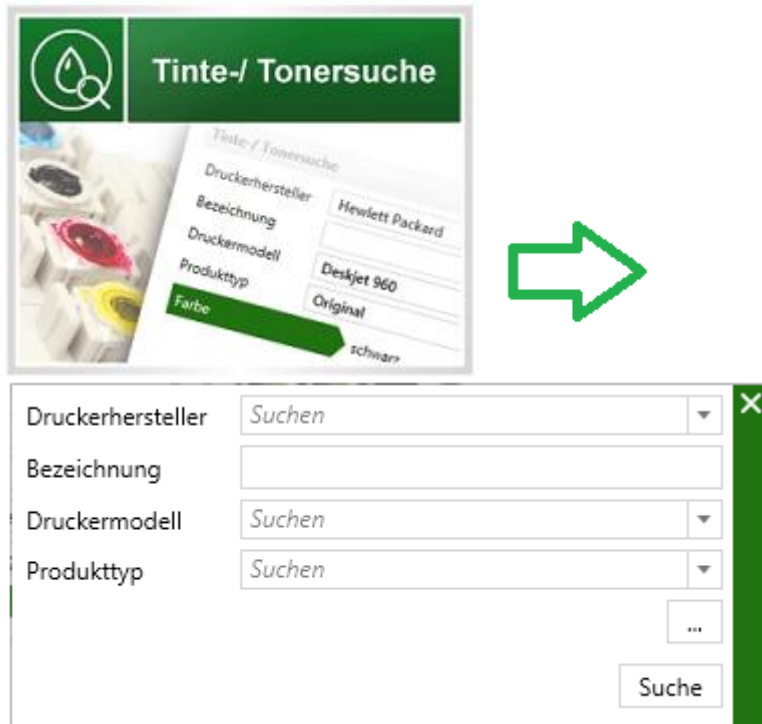 Tinte-/ Tonersuche
Tinte-/ Tonersuche
Druckerhersteller Hewlett Packard
Bezeichnung
Druckermodell Deskjet 960
Produkttyp Original
Farbe schwarz
Druckerhersteller Suchen
Bezeichnung
Druckermodell Suchen
Produkttyp Suchen
...
Suche